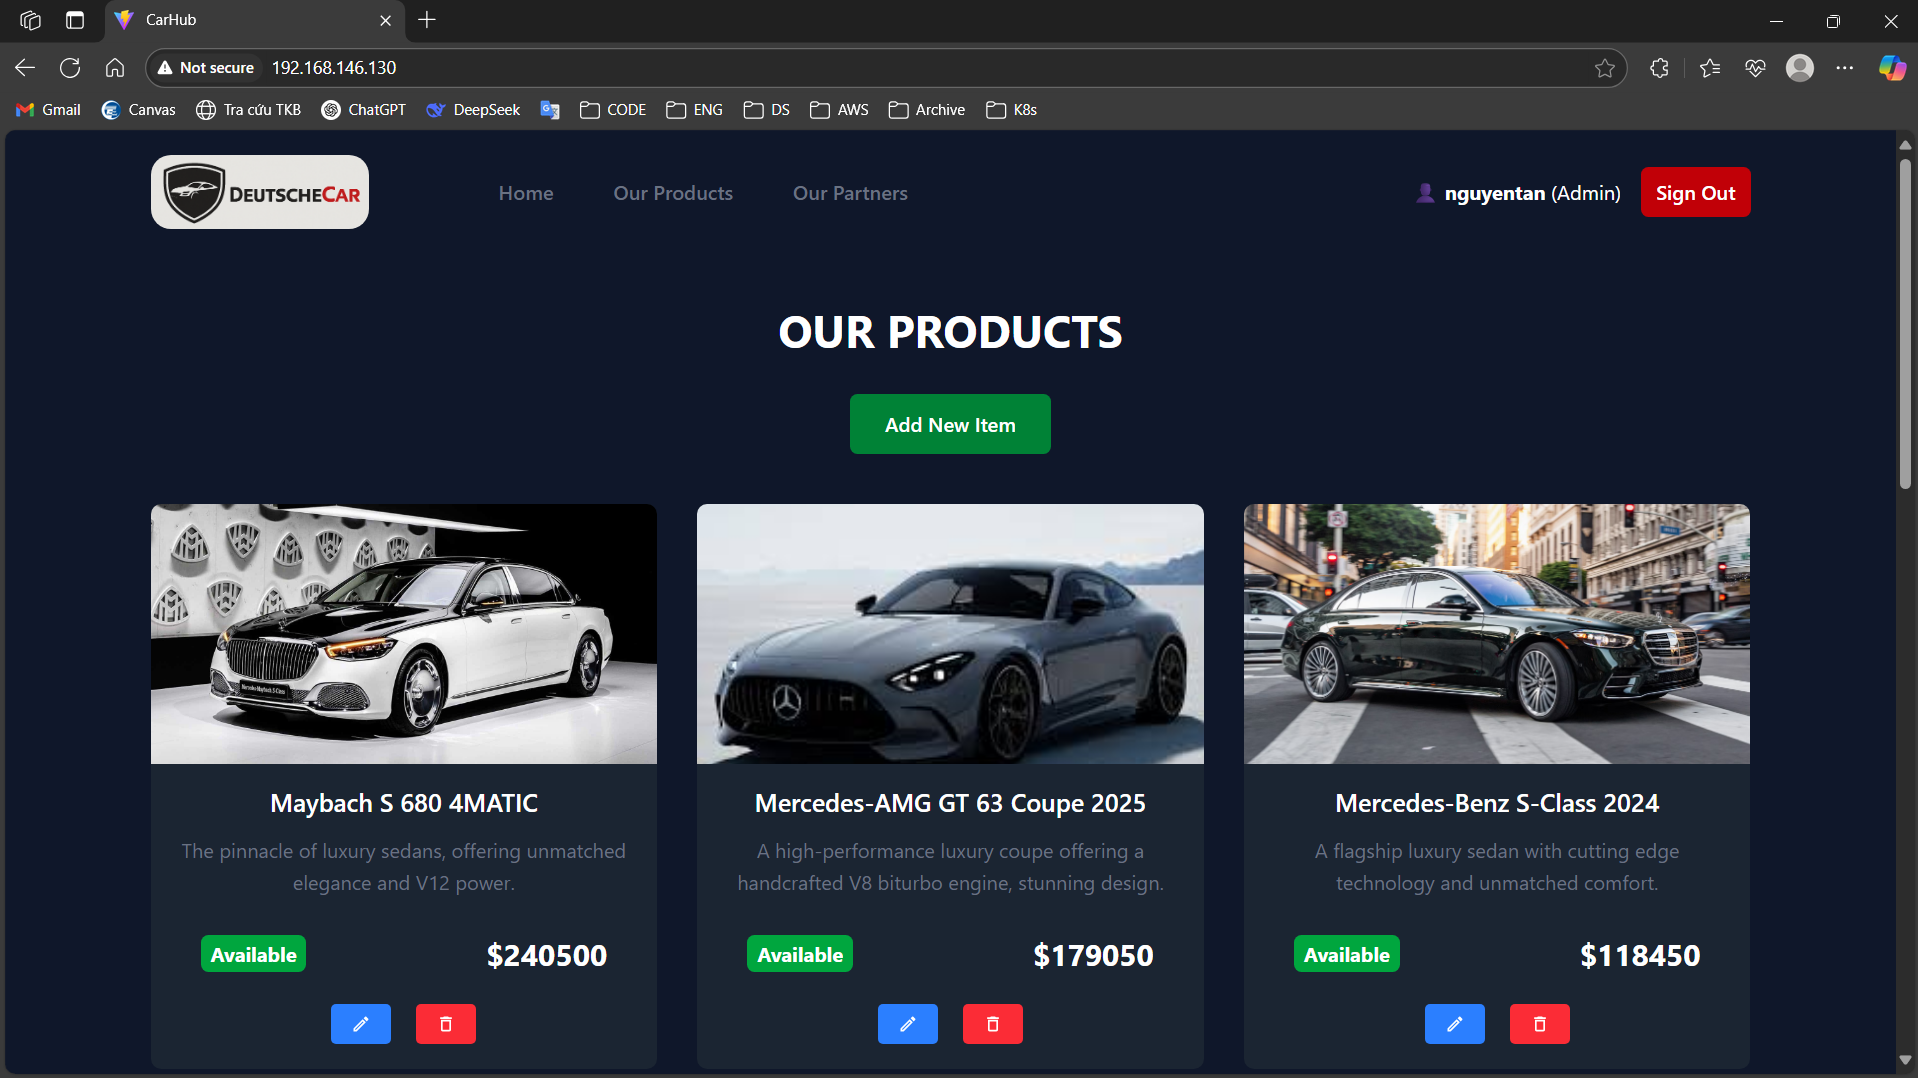 CarHub
Not secure 192.168.146.130
Gmail Canvas Tra cứu TKB ChatGPT DeepSeek CODE ENG DS AWS Archive K8s
DEUTSCHECAR Home Our Products Our Partners nguyentan (Admin) Sign Out
OUR PRODUCTS
Add New Item
Maybach S 680 4MATIC
The pinnacle of luxury sedans, offering unmatched
elegance and V12 power.
Available $240500
Mercedes-AMG GT 63 Coupe 2025
A high-performance luxury coupe offering a
handcrafted V8 biturbo engine, stunning design.
Available $179050
Mercedes-Benz S-Class 2024
A flagship luxury sedan with cutting edge
technology and unmatched comfort.
Available $118450